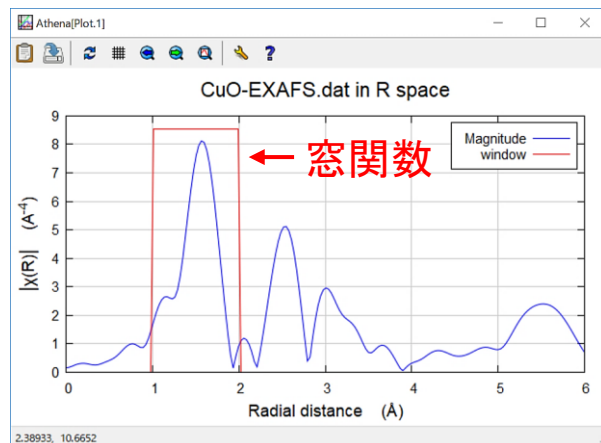 Athena[Plot.1]
CuO-EXAFS.dat in R space
Magnitude
window
← 窓関数
|χ(R)| (A⁻⁴)
9
8
7
6
5
4
3
2
1
0
0 1 2 3 4 5 6
Radial distance (Å)
2.38933, 10.6652